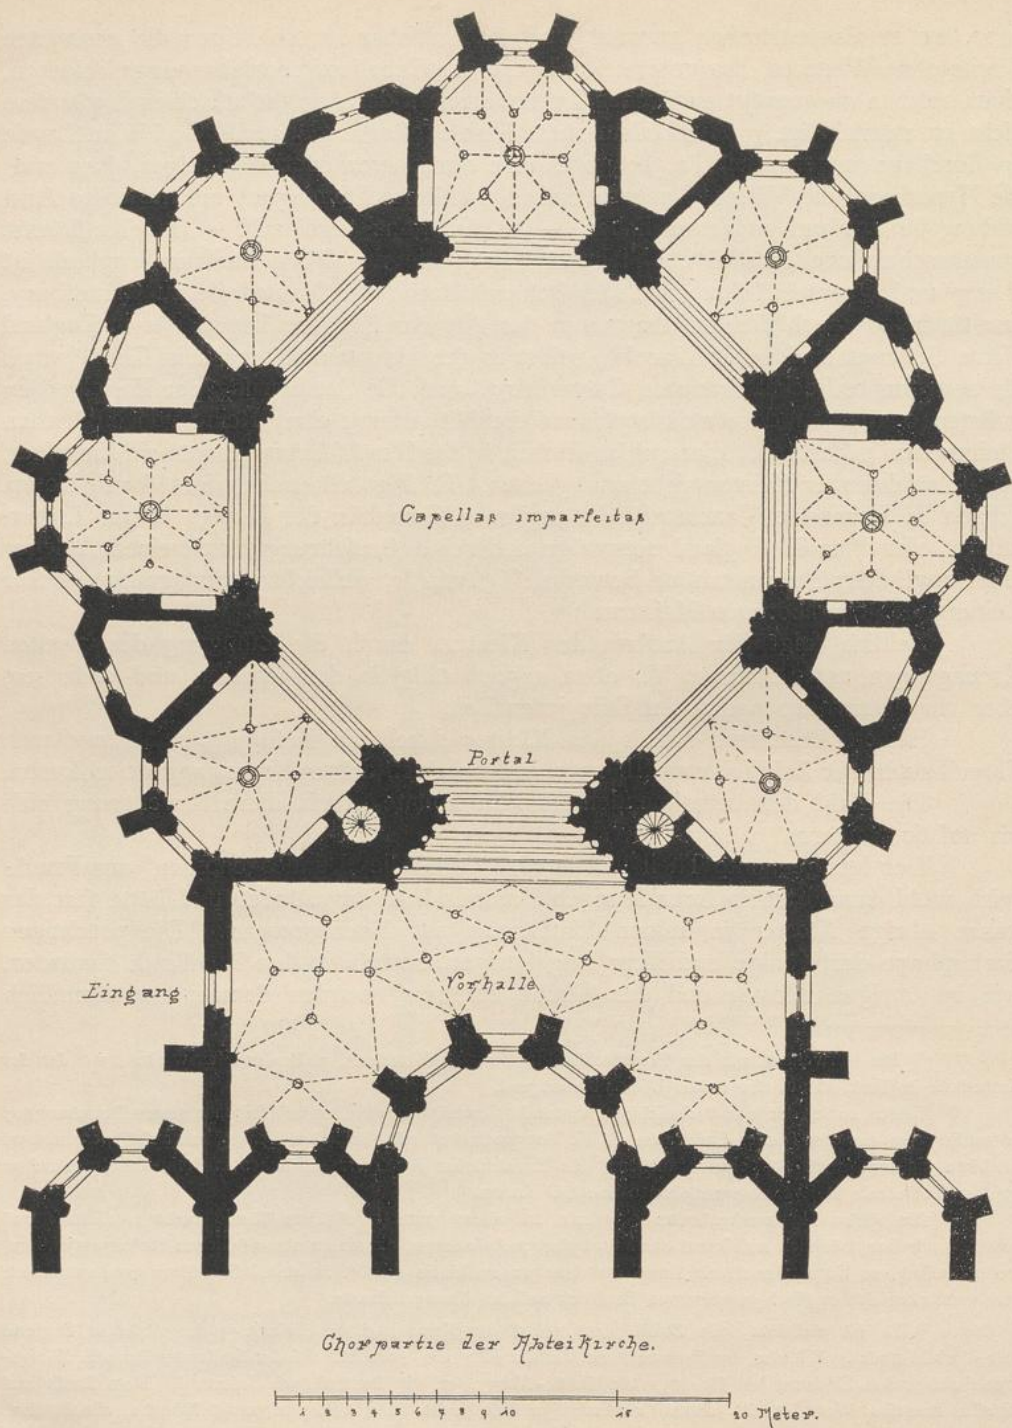 Capellas imparfeitas
Portal
Eingang
Vorhalle
Chorpartie der Abteikirche.
1 2 3 4 5 6 7 8 9 10 15 20 Meter.